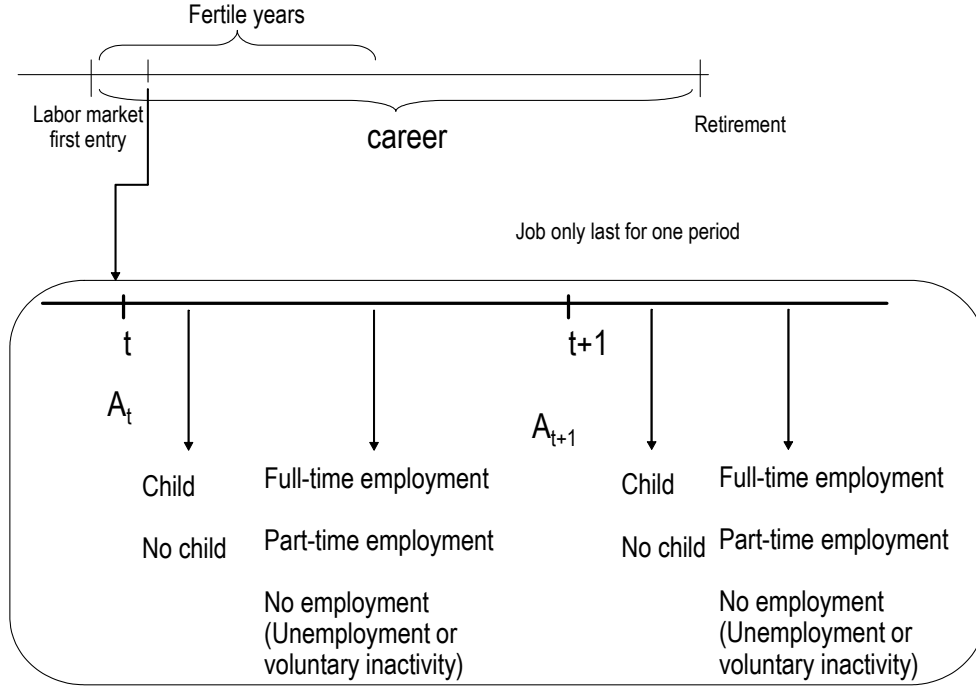 Fertile years
Labor market
first entry
career
Retirement
Job only last for one period
t
t+1
At
At+1
Child
Full-time employment
Child
Full-time employment
No child
Part-time employment
No child
Part-time employment
No employment
(Unemployment or
voluntary inactivity)
No employment
(Unemployment or
voluntary inactivity)